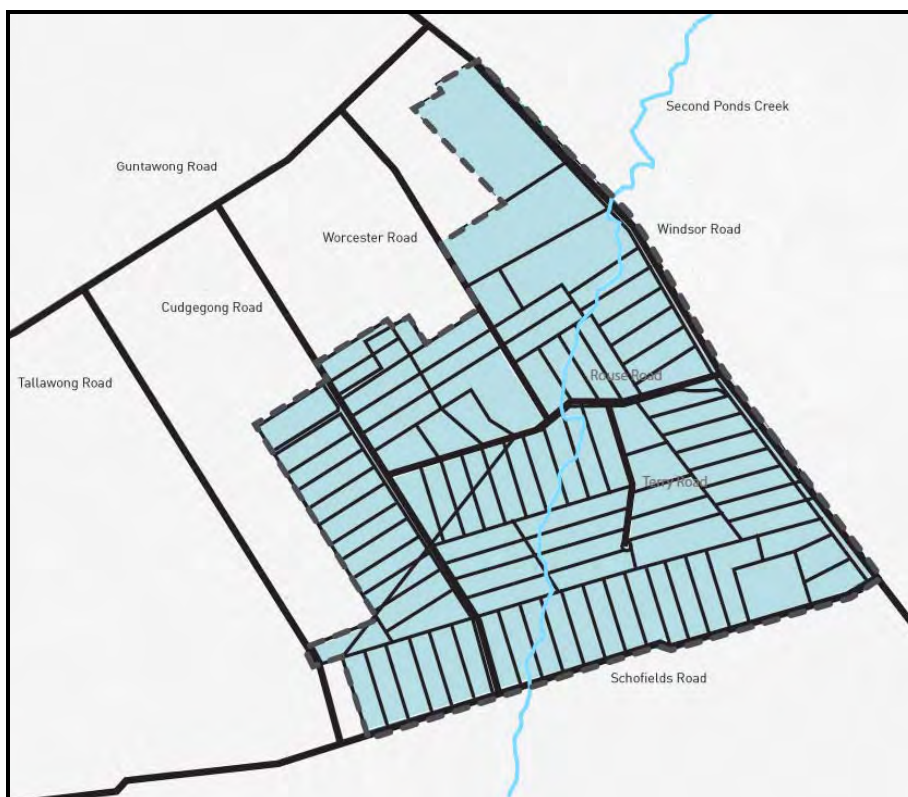 Second Ponds Creek
Guntawong Road
Windsor Road
Worcester Road
Cudgegong Road
Tallawong Road
Rouse Road
Terry Road
Schofields Road